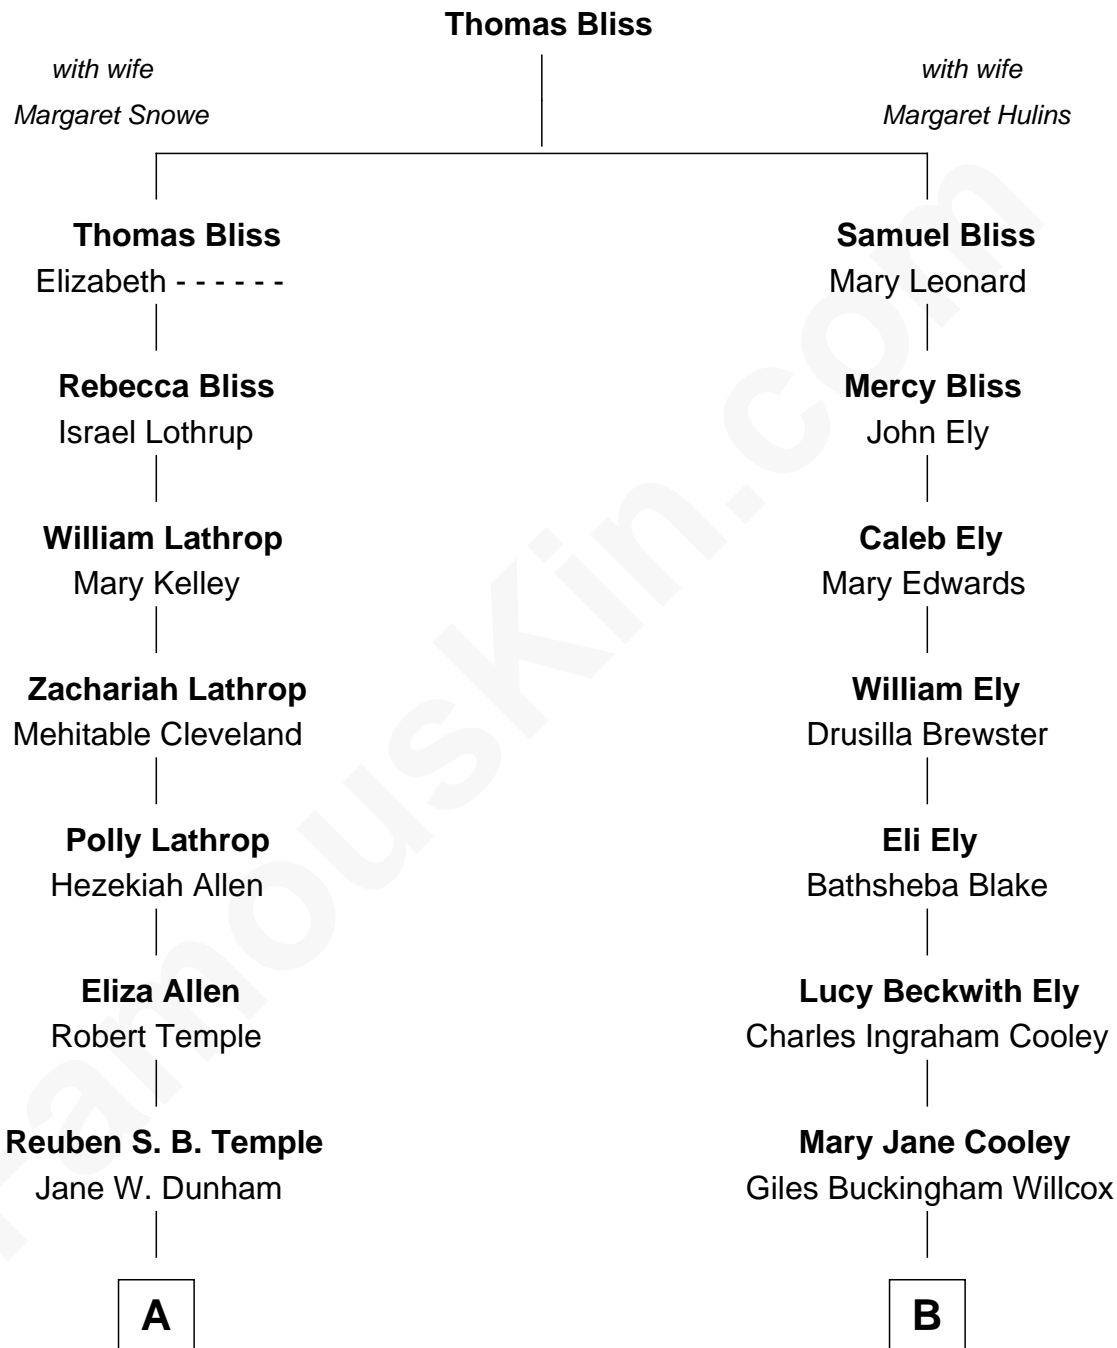 Thomas Bliss
with wife
Margaret Snowe
with wife
Margaret Hulins
Thomas Bliss
Elizabeth - - - - - -
Samuel Bliss
Mary Leonard
Rebecca Bliss
Israel Lothrup
Mercy Bliss
John Ely
William Lathrop
Mary Kelley
Caleb Ely
Mary Edwards
Zachariah Lathrop
Mehitable Cleveland
William Ely
Drusilla Brewster
Polly Lathrop
Hezekiah Allen
Eli Ely
Bathsheba Blake
Eliza Allen
Robert Temple
Lucy Beckwith Ely
Charles Ingraham Cooley
Reuben S. B. Temple
Jane W. Dunham
Mary Jane Cooley
Giles Buckingham Willcox
A
B
FamousKin.com